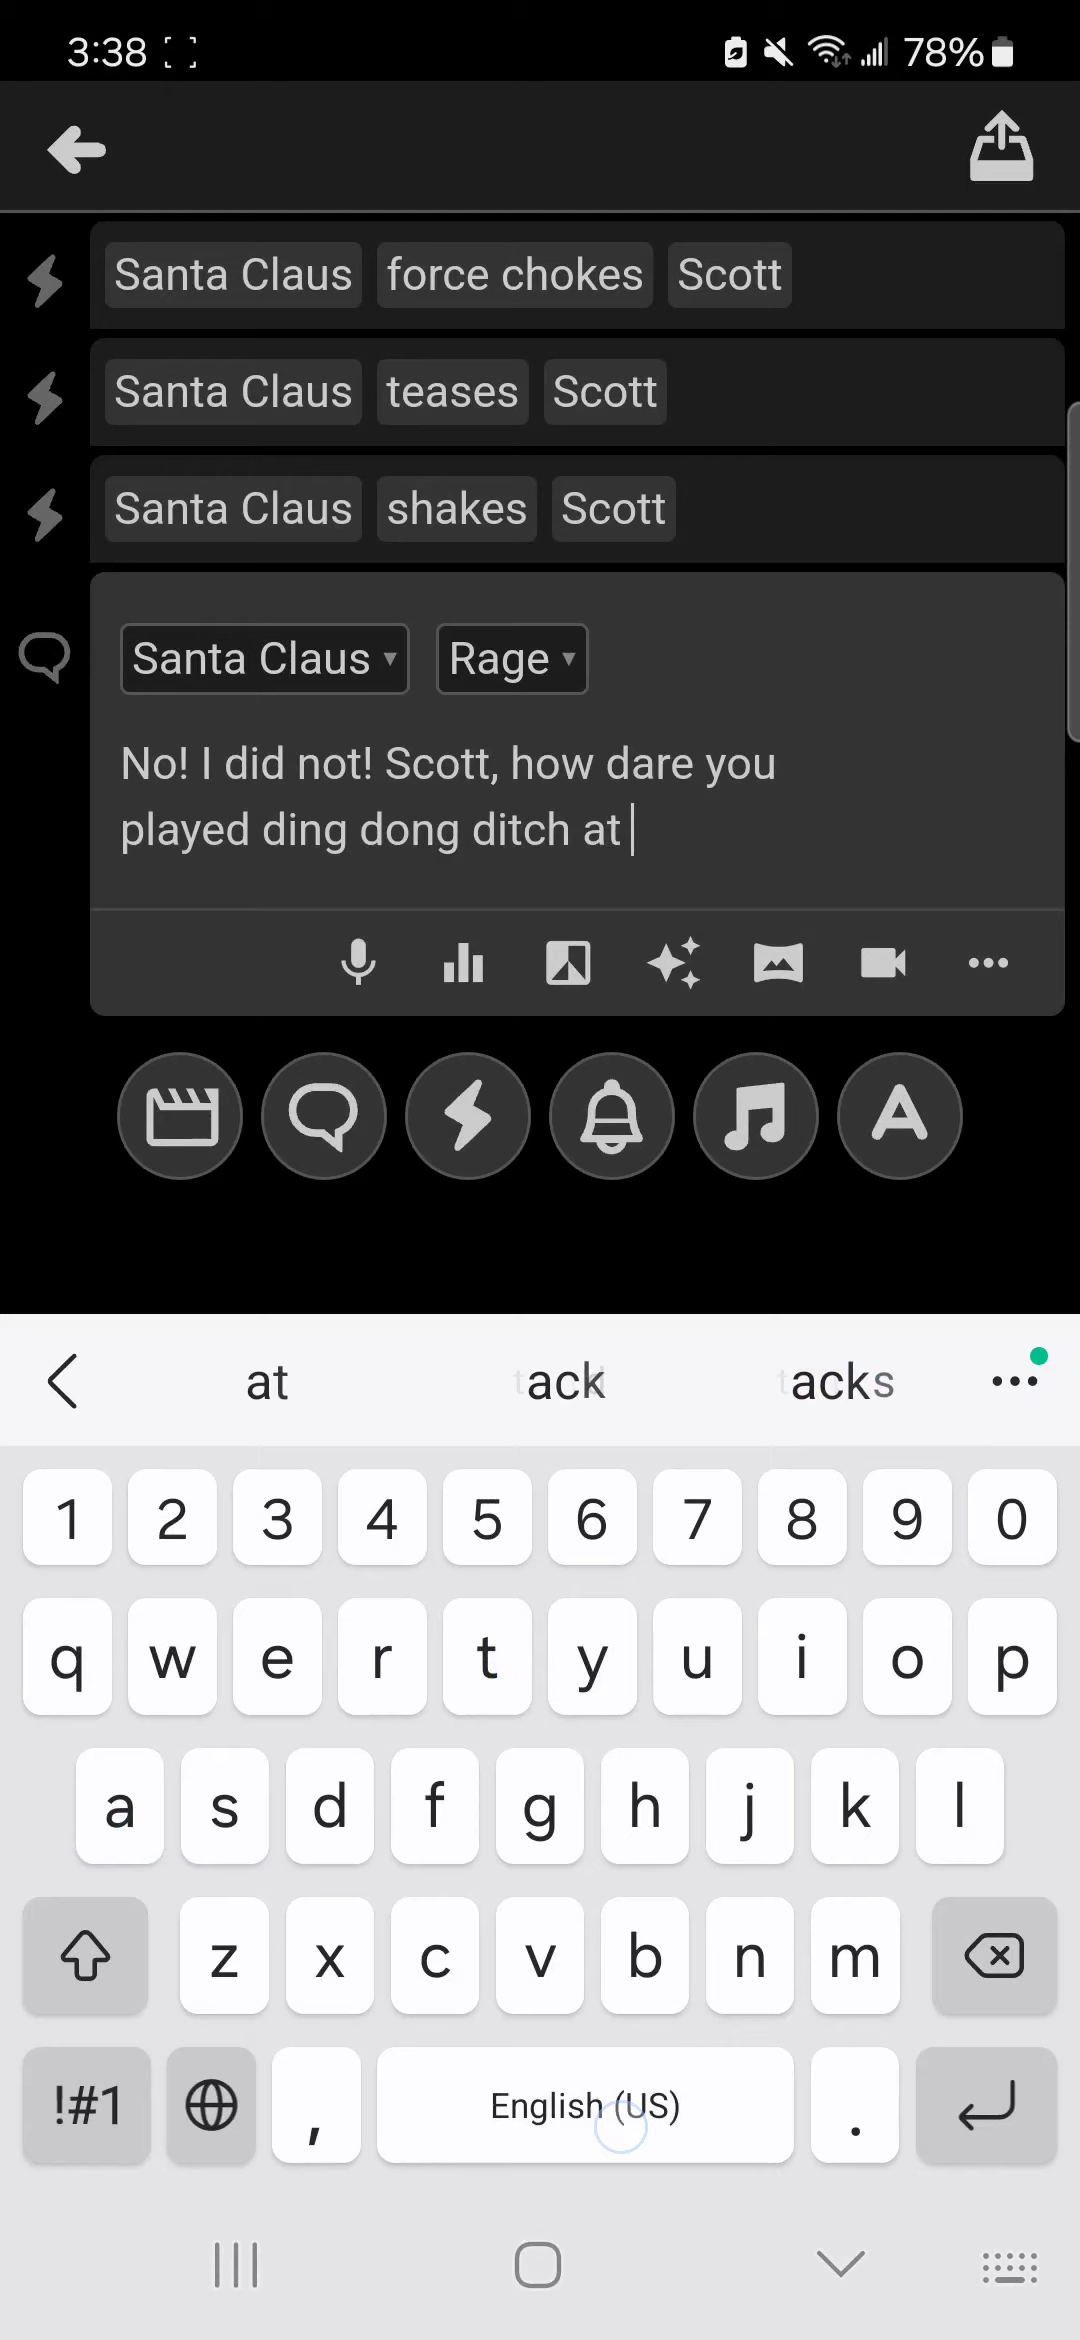 3:38 78%
Santa Claus force chokes Scott
Santa Claus teases Scott
Santa Claus shakes Scott
Santa Claus Rage
No! I did not! Scott, how dare you
played ding dong ditch at
at ack acks
1 2 3 4 5 6 7 8 9 0
q w e r t y u i o p
a s d f g h j k l
z x c v b n m
!#1 , English (US) .